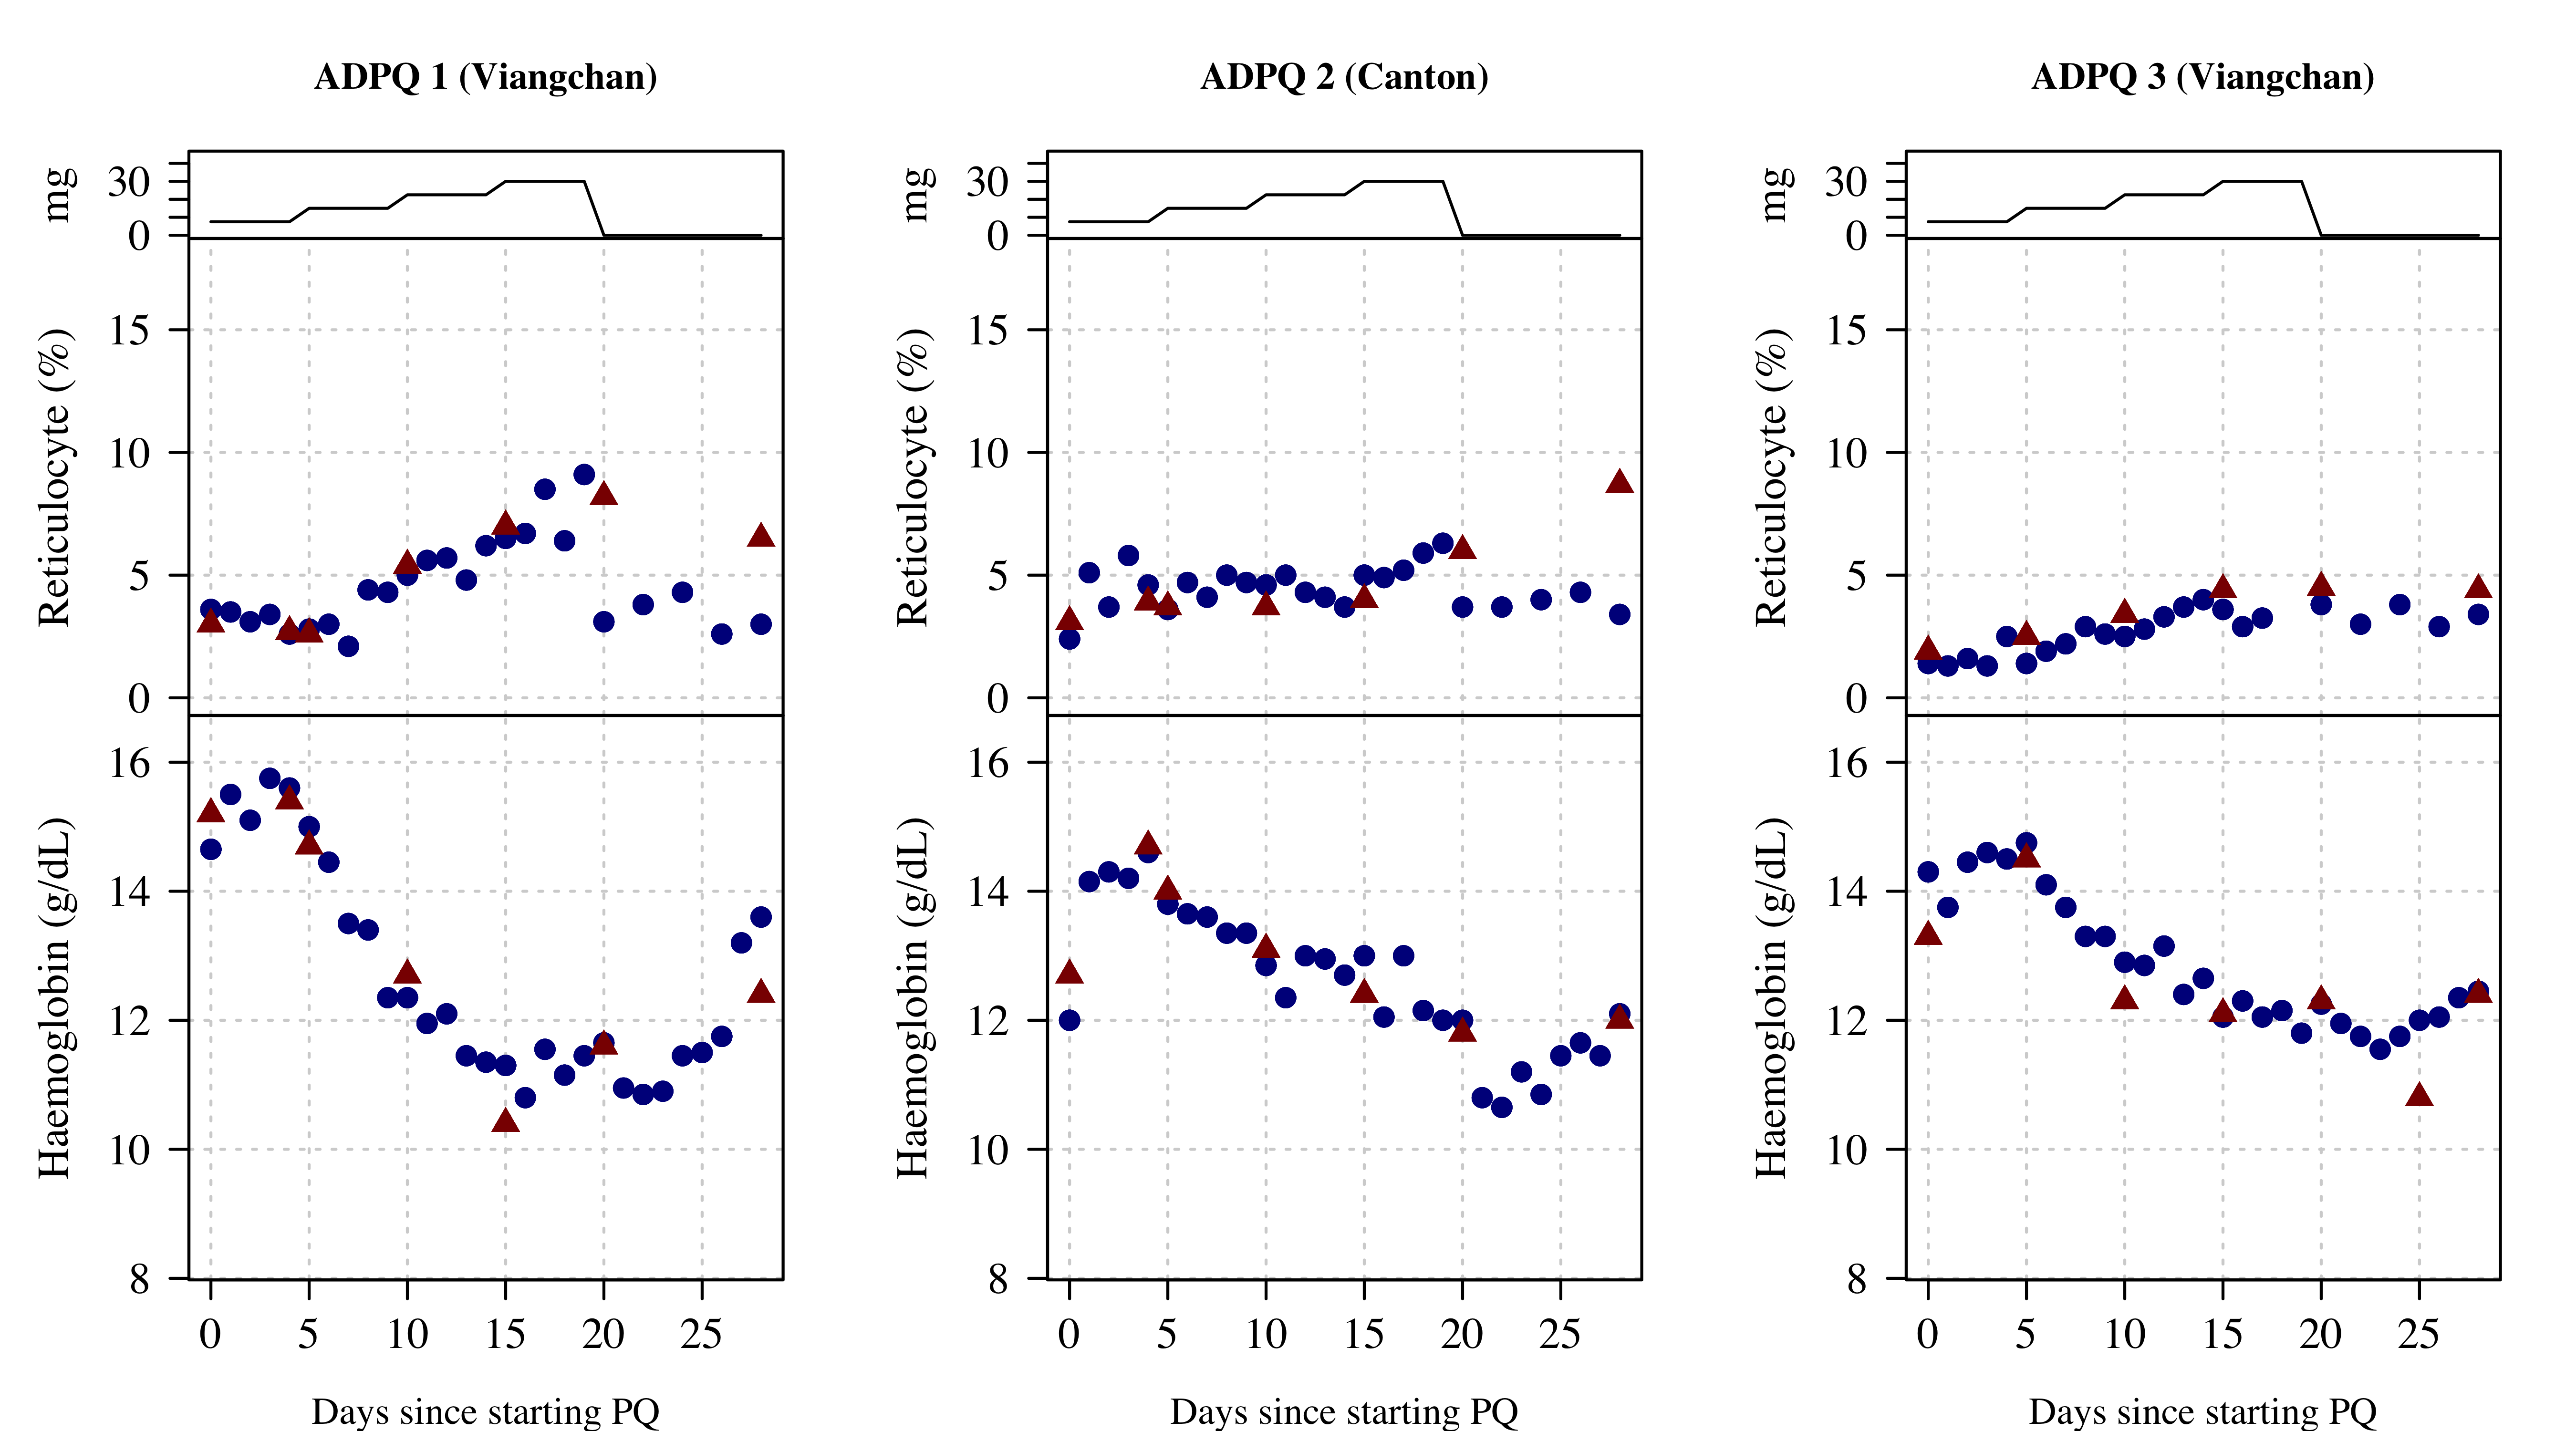 ADPQ 1 (Viangchan)
mg
30
0
Reticulocyte (%)
15
10
5
0
Haemoglobin (g/dL)
16
14
12
10
8
0 5 10 15 20 25
Days since starting PQ
ADPQ 2 (Canton)
mg
30
0
Reticulocyte (%)
15
10
5
0
Haemoglobin (g/dL)
16
14
12
10
8
0 5 10 15 20 25
Days since starting PQ
ADPQ 3 (Viangchan)
mg
30
0
Reticulocyte (%)
15
10
5
0
Haemoglobin (g/dL)
16
14
12
10
8
0 5 10 15 20 25
Days since starting PQ